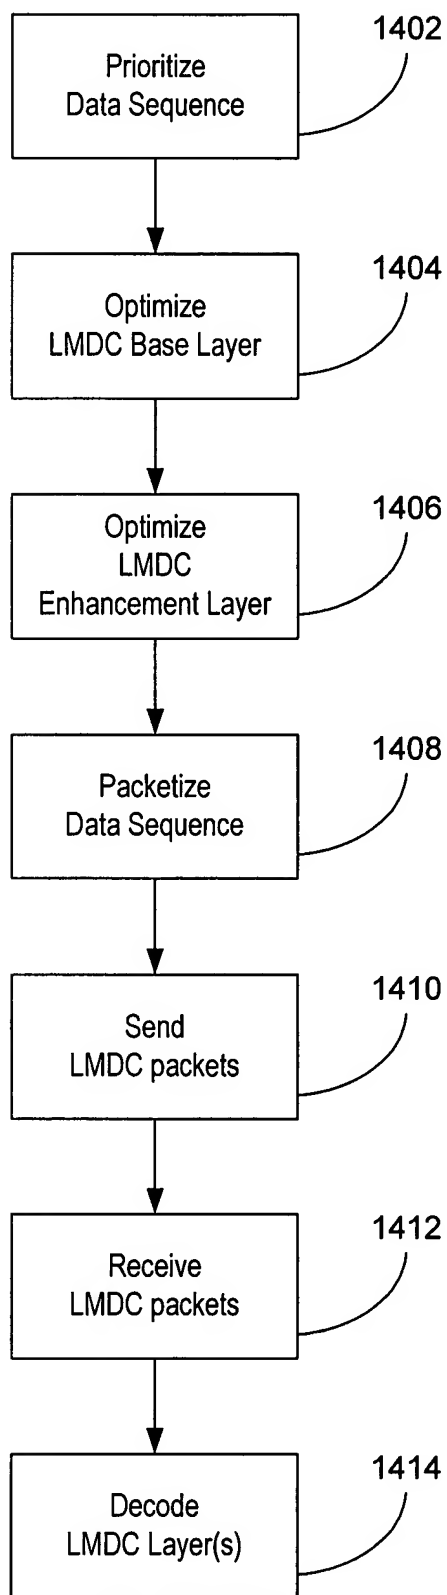 1402
Prioritize
Data Sequence
1404
Optimize
LMDC Base Layer
1406
Optimize
LMDC
Enhancement Layer
1408
Packetize
Data Sequence
1410
Send
LMDC packets
1412
Receive
LMDC packets
1414
Decode
LMDC Layer(s)